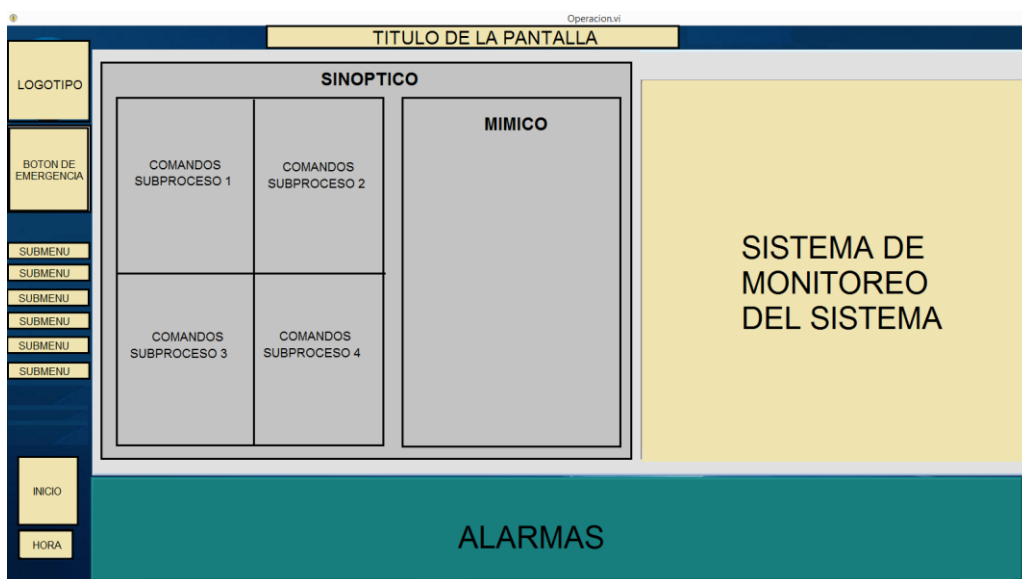 Operacion.vi
TITULO DE LA PANTALLA
LOGOTIPO
BOTON DE
EMERGENCIA
SUBMENU
SUBMENU
SUBMENU
SUBMENU
SUBMENU
SUBMENU
INICIO
HORA
SINOPTICO
COMANDOS
SUBPROCESO 1
COMANDOS
SUBPROCESO 2
COMANDOS
SUBPROCESO 3
COMANDOS
SUBPROCESO 4
MIMICO
SISTEMA DE
MONITOREO
DEL SISTEMA
ALARMAS